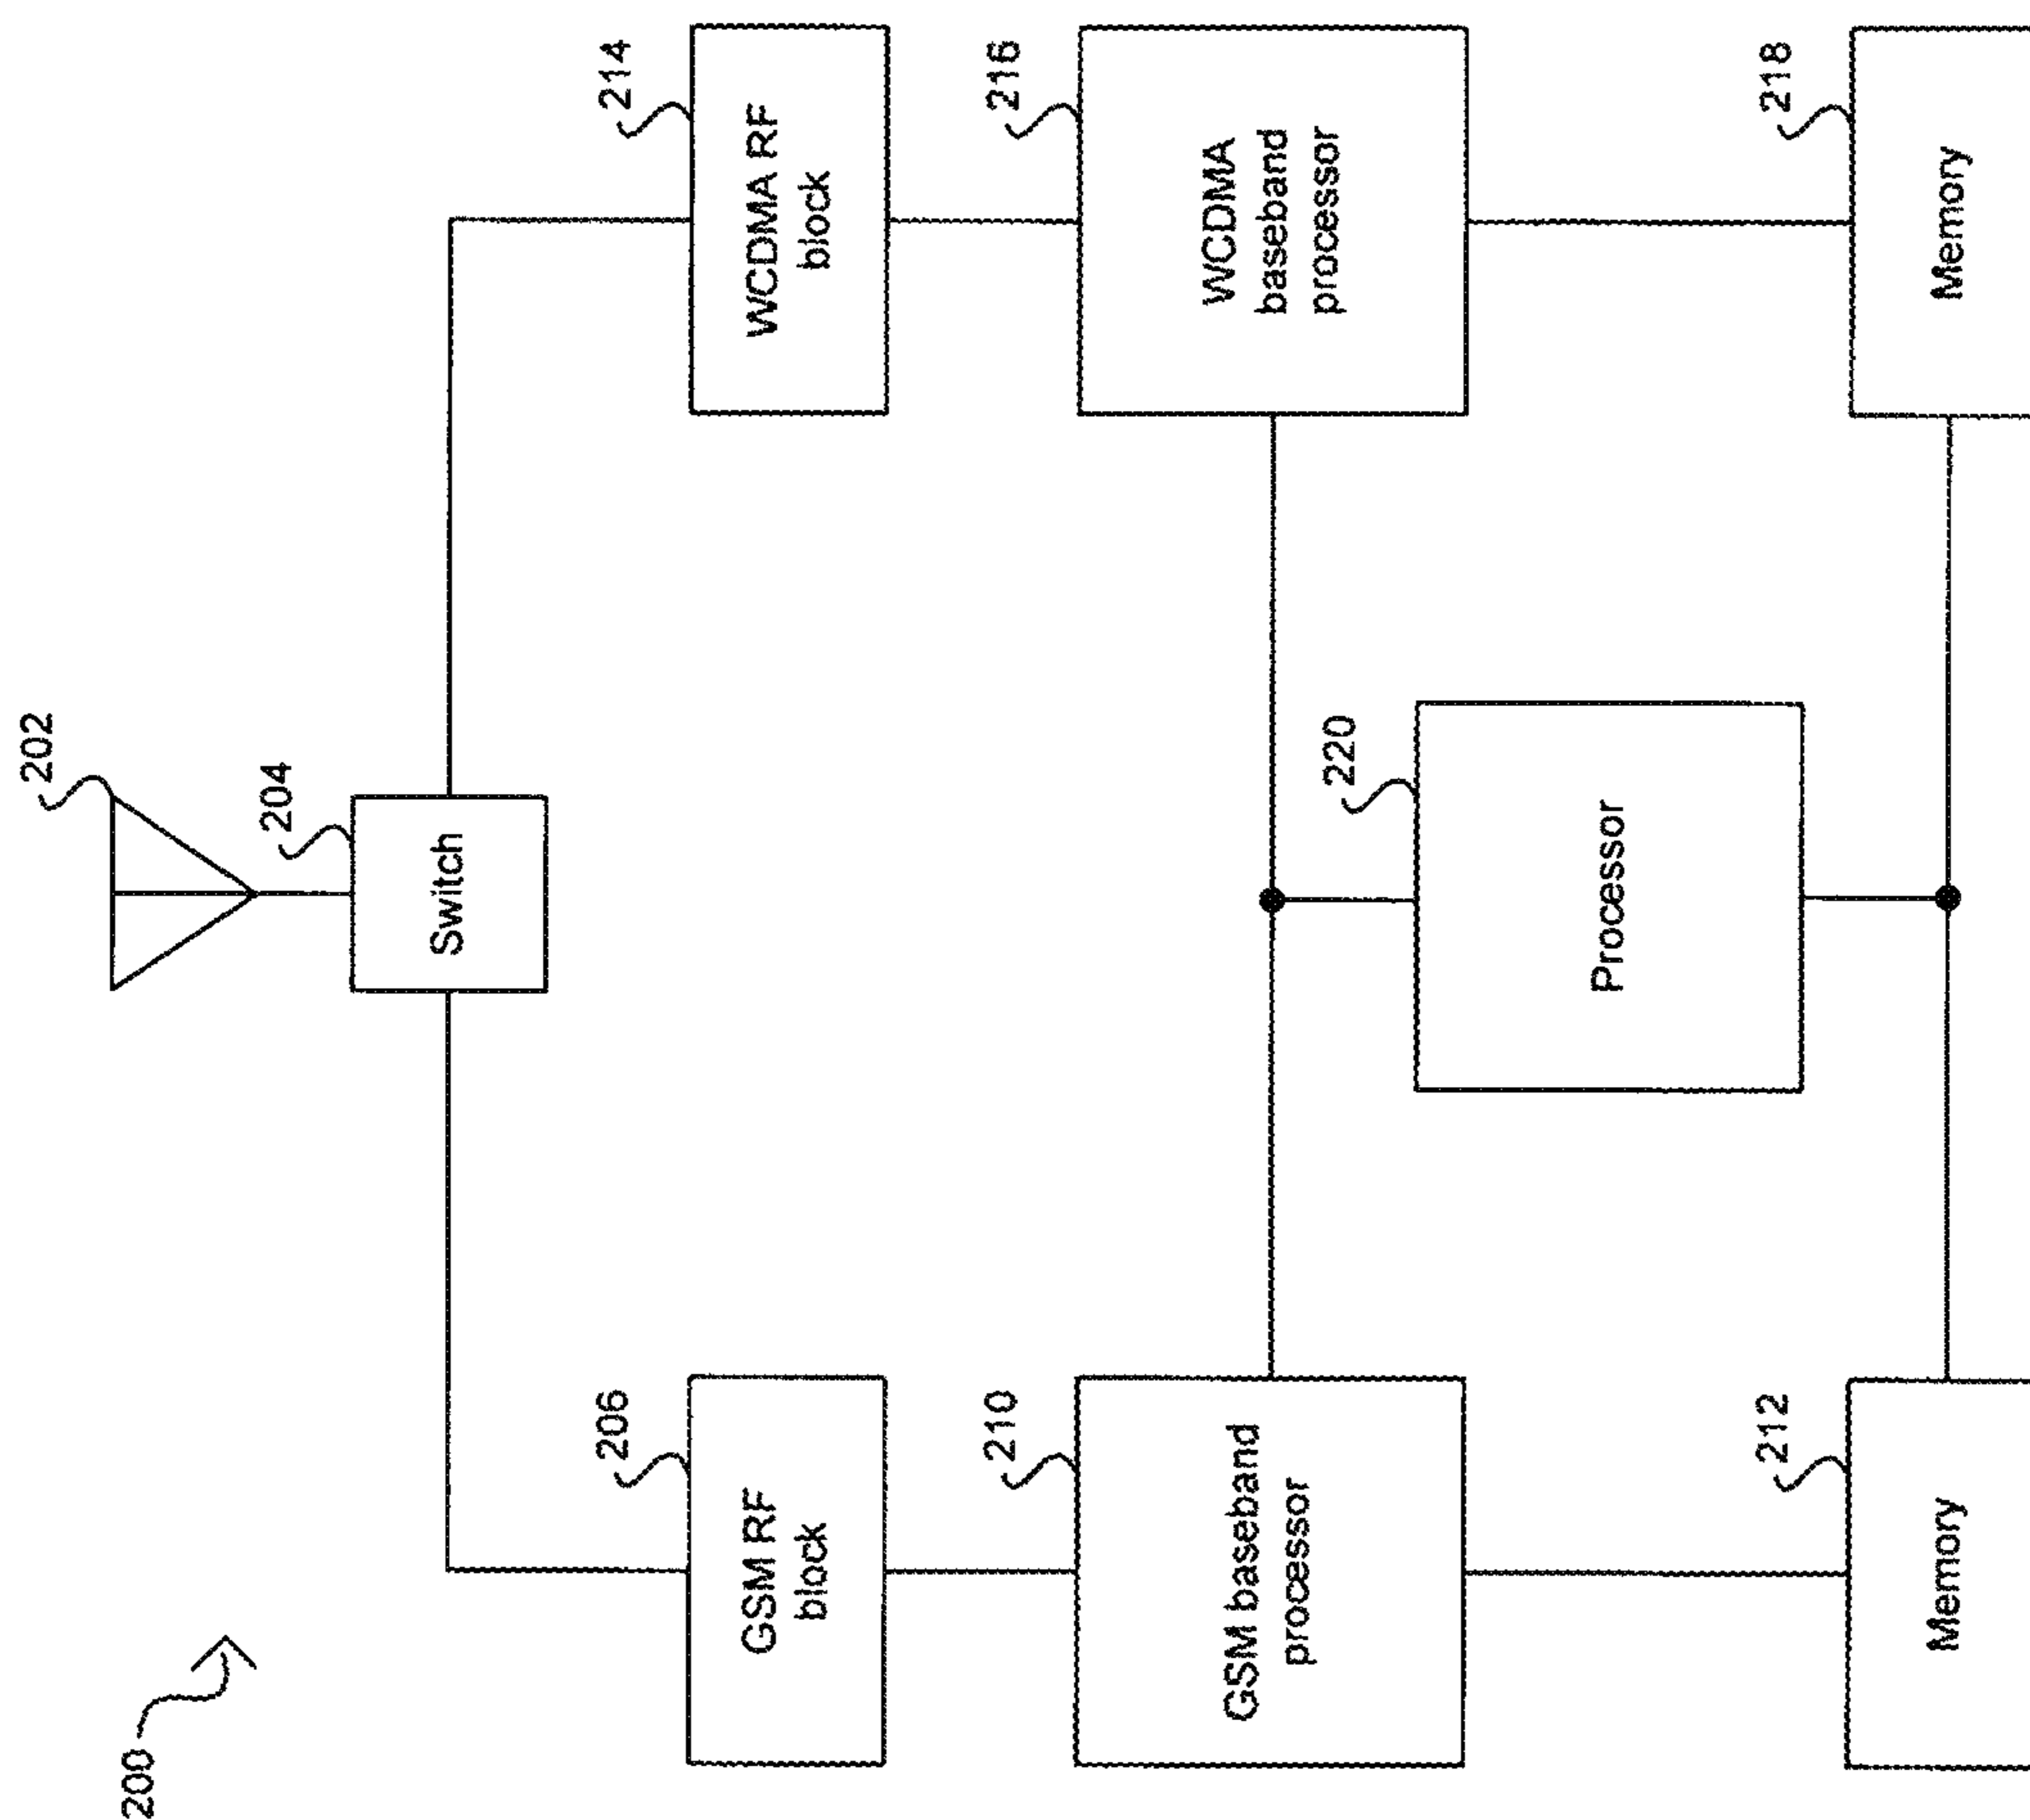 200
202
204
Switch
206
GSM RF
block
214
WCDMA RF
block
210
GSM baseband
processor
216
WCDMA
baseband
processor
220
Processor
212
Memory
218
Memory